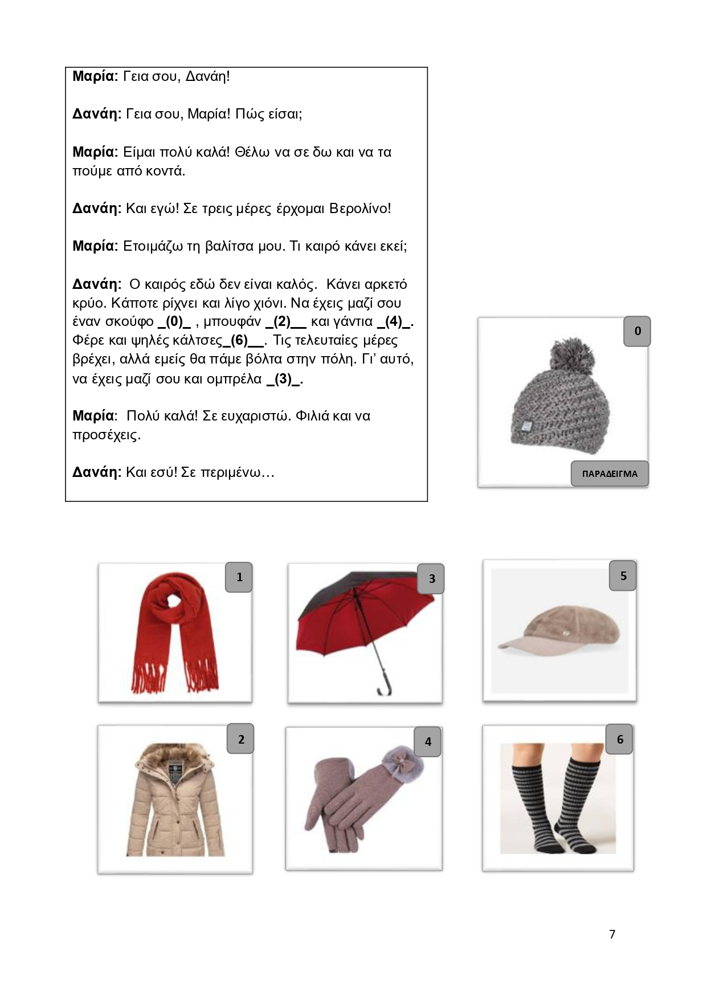 Μαρία: Γεια σου, Δανάη!
Δανάη: Γεια σου, Μαρία! Πώς είσαι;
Μαρία: Είμαι πολύ καλά! Θέλω να σε δω και να τα
πούμε από κοντά.
Δανάη: Και εγώ! Σε τρεις μέρες έρχομαι Βερολίνο!
Μαρία: Ετοιμάζω τη βαλίτσα μου. Τι καιρό κάνει εκεί;
Δανάη:  Ο καιρός εδώ δεν είναι καλός.  Κάνει αρκετό
κρύο. Κάποτε ρίχνει και λίγο χιόνι. Να έχεις μαζί σου
έναν σκούφο _(0)_ , μπουφάν _(2)__ και γάντια _(4)_.
Φέρε και ψηλές κάλτσες_(6)__. Τις τελευταίες μέρες
βρέχει, αλλά εμείς θα πάμε βόλτα στην πόλη. Γι’ αυτό,
να έχεις μαζί σου και ομπρέλα _(3)_.
Μαρία:  Πολύ καλά! Σε ευχαριστώ. Φιλιά και να
προσέχεις.
Δανάη: Και εσύ! Σε περιμένω…
0
ΠΑΡΑΔΕΙΓΜΑ
1
3
5
2
4
6
7